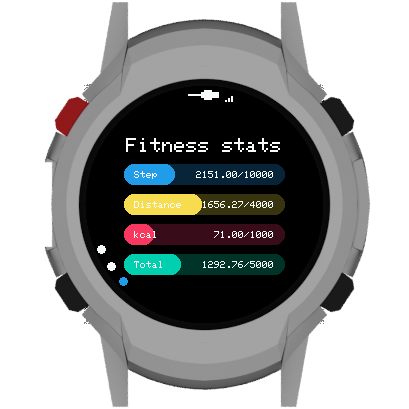 Fitness stats
Step 2151.00/10000
Distance 1656.27/4000
kcal 71.00/1000
Total 1292.76/5000